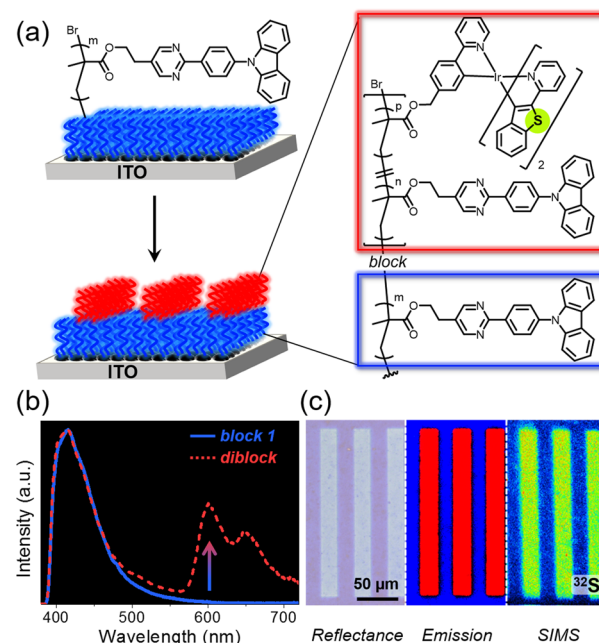 (a)
Br
m
O
O
N
N
N
ITO
ITO
N
Ir
N
Br
p
O
O
S
2
n
O
O
N
N
N
block
m
O
O
N
N
N
(b)
Intensity (a.u.)
block 1
diblock
400
500
600
700
Wavelength (nm)
(c)
50 µm
32S
Reflectance
Emission
SIMS